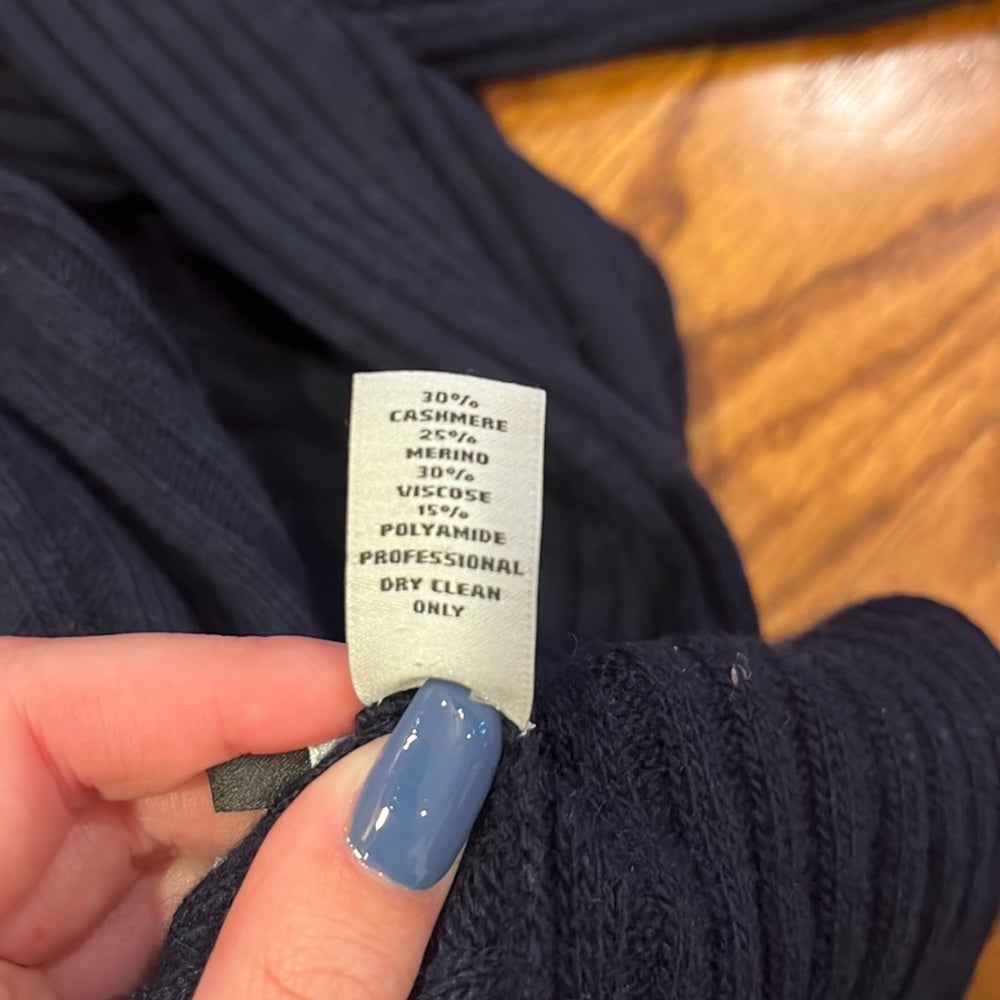 30%
CASHMERE
25%
MERINO
30%
VISCOSE
15%
POLYAMIDE
PROFESSIONAL
DRY CLEAN
ONLY